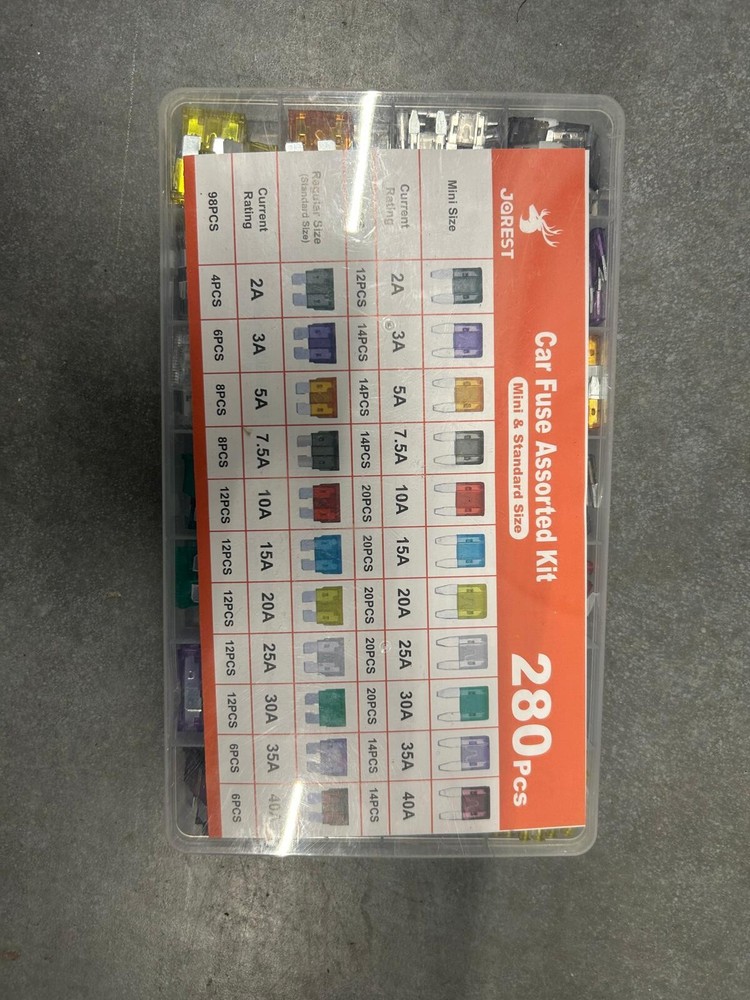 JOREST
Car Fuse Assorted Kit
Mini & Standard Size
280Pcs
Mini Size
Current Rating 2A 3A 5A 7.5A 10A 15A 20A 25A 30A 35A 40A
12PCS 14PCS 14PCS 14PCS 20PCS 20PCS 20PCS 20PCS 20PCS 14PCS 14PCS
Regular Size
(Standard Size)
Current Rating 2A 3A 5A 7.5A 10A 15A 20A 25A 30A 35A 40A
98PCS 4PCS 6PCS 8PCS 8PCS 12PCS 12PCS 12PCS 12PCS 12PCS 6PCS 6PCS